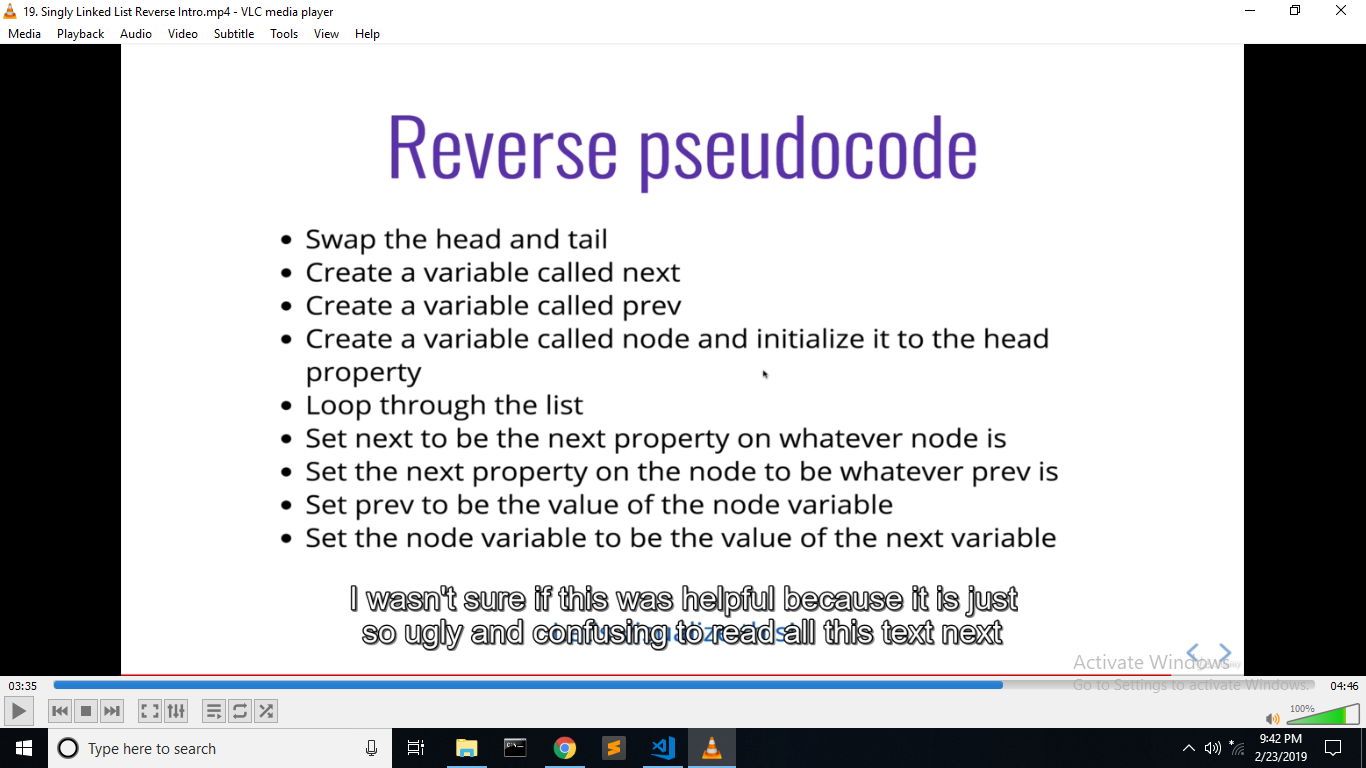 19. Singly Linked List Reverse Intro.mp4 - VLC media player
Media Playback Audio Video Subtitle Tools View Help
Reverse pseudocode
• Swap the head and tail
• Create a variable called next
• Create a variable called prev
• Create a variable called node and initialize it to the head
property
• Loop through the list
• Set next to be the next property on whatever node is
• Set the next property on the node to be whatever prev is
• Set prev to be the value of the node variable
• Set the node variable to be the value of the next variable
I wasn't sure if this was helpful because it is just
so ugly and confusing to read all this text next
Activate Windows
Go to Settings to activate Windows.
03:35
04:46
100%
Type here to search
9:42 PM
2/23/2019